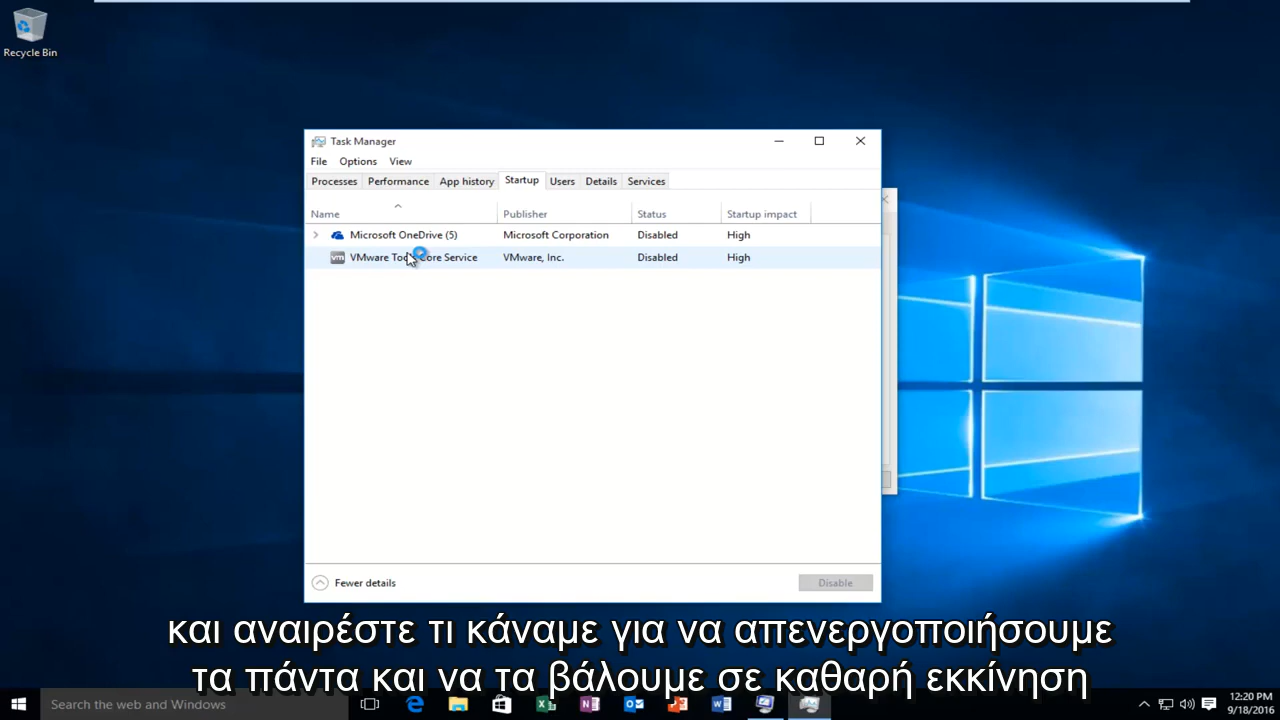 Recycle Bin
Task Manager
File Options View
Processes Performance App history Startup Users Details Services
Name Publisher Status Startup impact
Microsoft OneDrive (5) Microsoft Corporation Disabled High
VMware Core Service VMware, Inc. Disabled High
Fewer details Disable
και αναιρέστε τι κάναμε για να απενεργοποιήσουμε
τα πάντα και να τα βάλουμε σε καθαρή εκκίνηση
Search the web and Windows
12:20 PM
9/18/2016